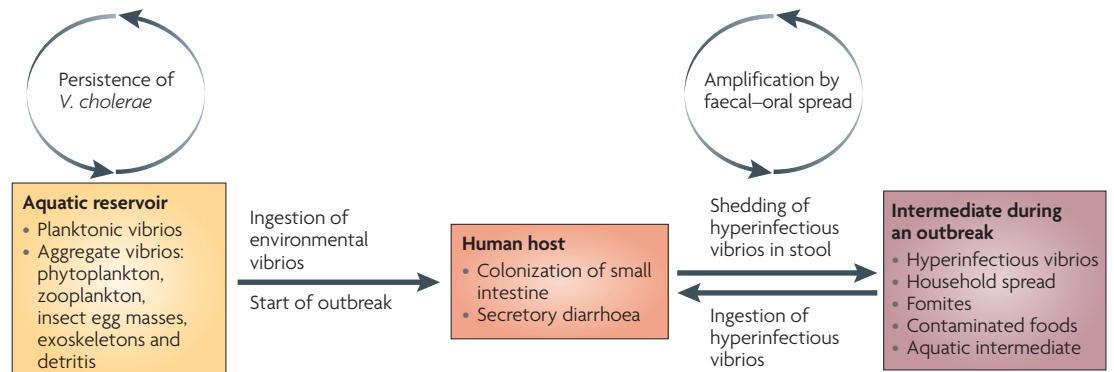 Persistence of
V. cholerae
Amplification by
faecal–oral spread
Aquatic reservoir
• Planktonic vibrios
• Aggregate vibrios:
phytoplankton,
zooplankton,
insect egg masses,
exoskeletons and
detritis
Ingestion of
environmental
vibrios
Start of outbreak
Human host
• Colonization of small
intestine
• Secretory diarrhoea
Shedding of
hyperinfectious
vibrios in stool
Ingestion of
hyperinfectious
vibrios
Intermediate during
an outbreak
• Hyperinfectious vibrios
• Household spread
• Fomites
• Contaminated foods
• Aquatic intermediate